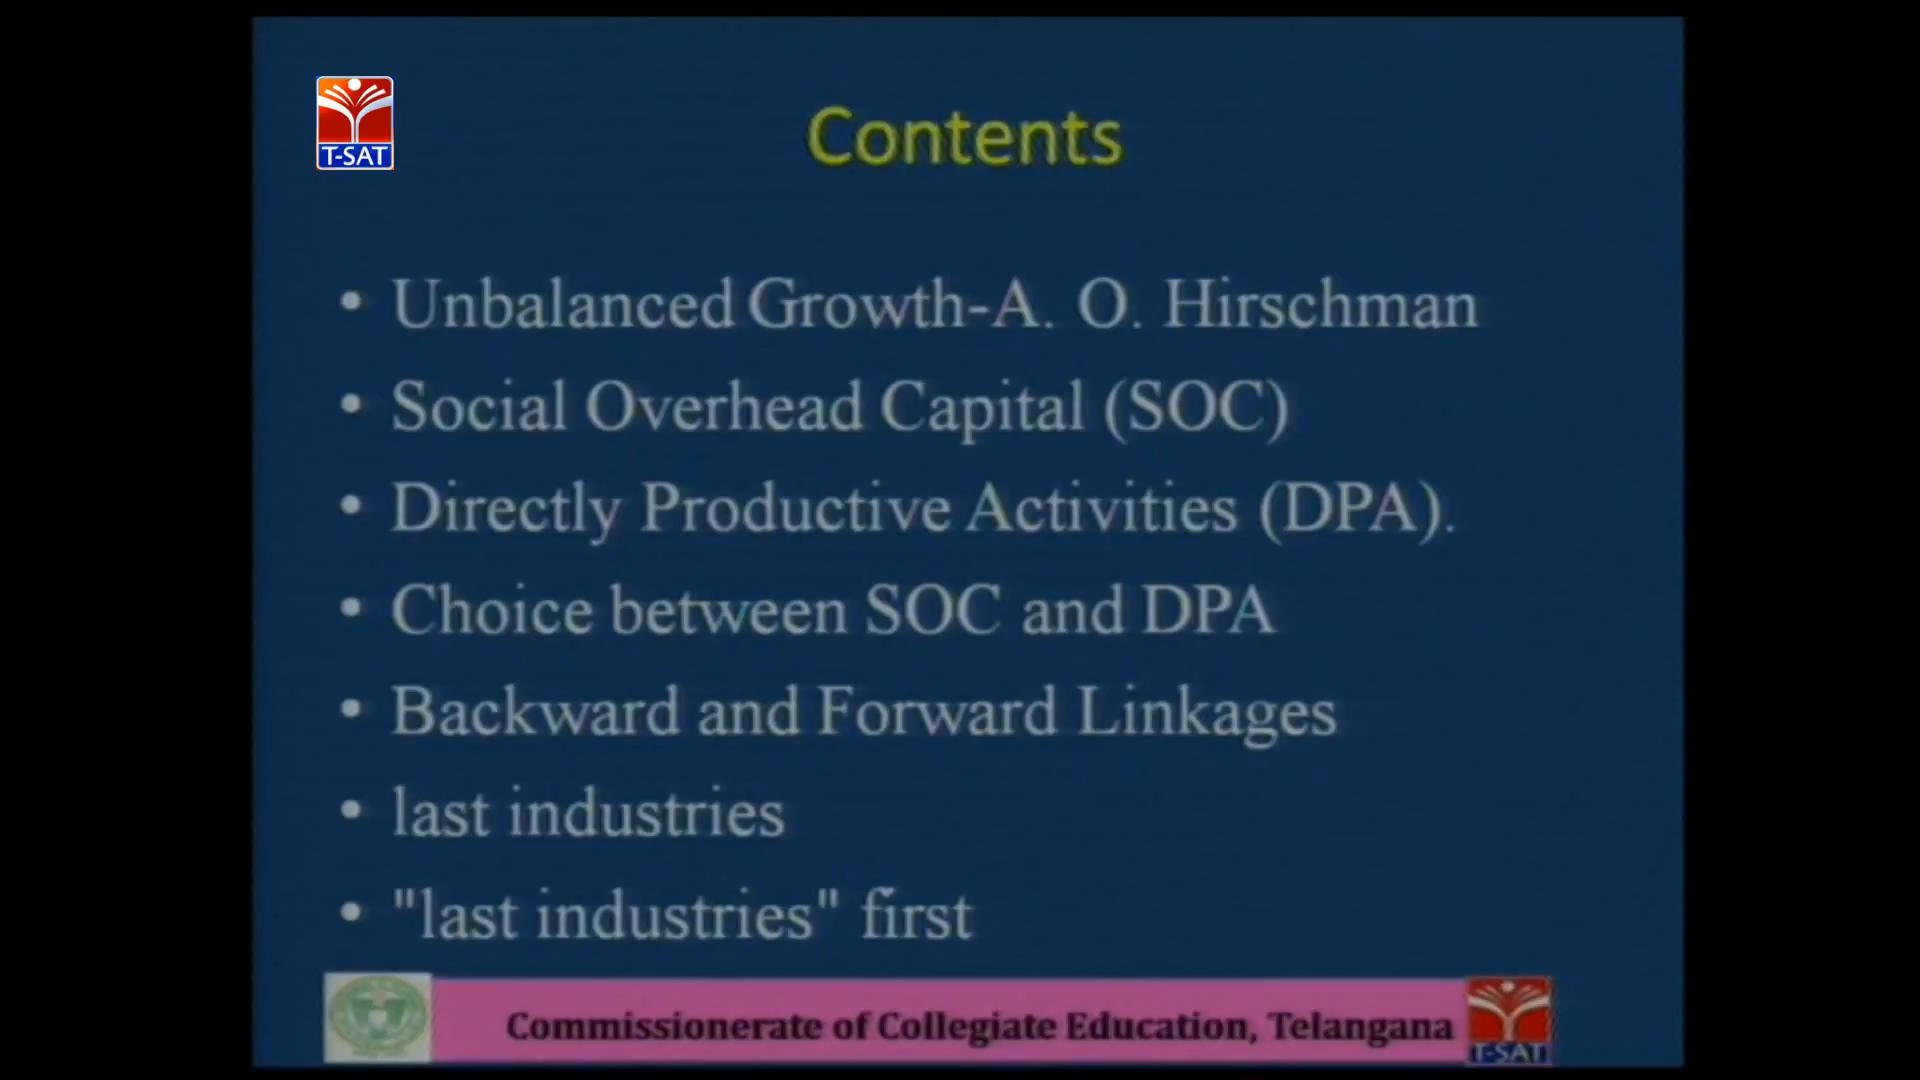 T-SAT
Contents
• Unbalanced Growth-A. O. Hirschman
• Social Overhead Capital (SOC)
• Directly Productive Activities (DPA).
• Choice between SOC and DPA
• Backward and Forward Linkages
• last industries
• "last industries" first
Commissionerate of Collegiate Education, Telangana
T-SAT